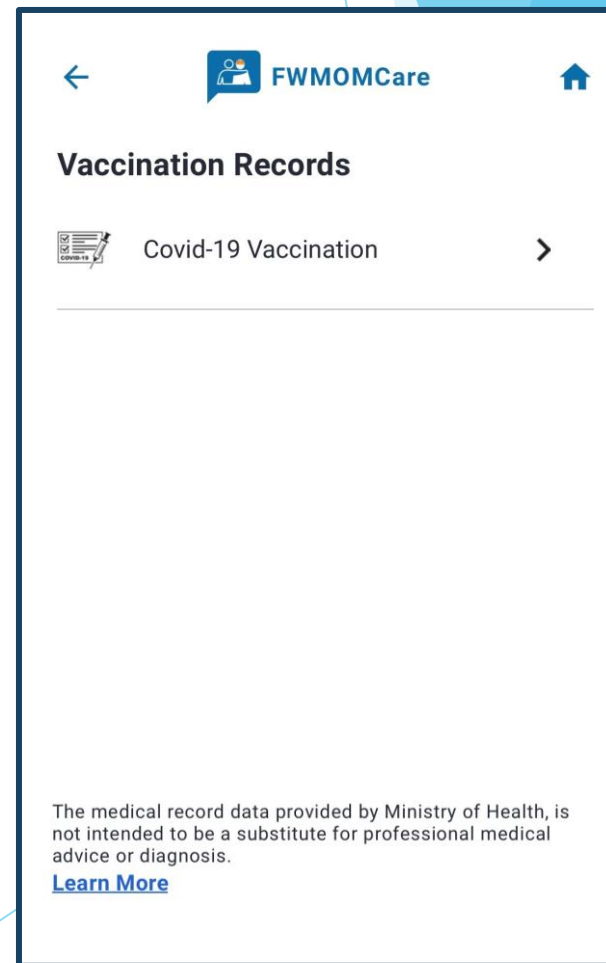 FWMOMCare
Vaccination Records
COVID-19
Covid-19 Vaccination
The medical record data provided by Ministry of Health, is
not intended to be a substitute for professional medical
advice or diagnosis.
Learn More